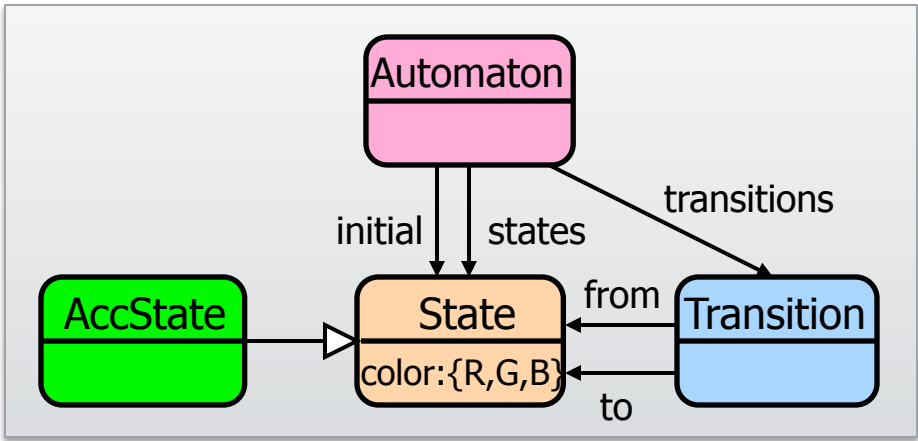 Automaton
transitions
initial
states
AccState
State
from
Transition
color:{R,G,B}
to